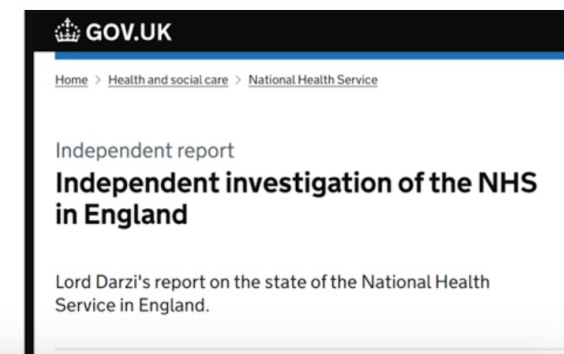 GOV.UK
Home > Health and social care > National Health Service
Independent report
Independent investigation of the NHS
in England
Lord Darzi's report on the state of the National Health
Service in England.